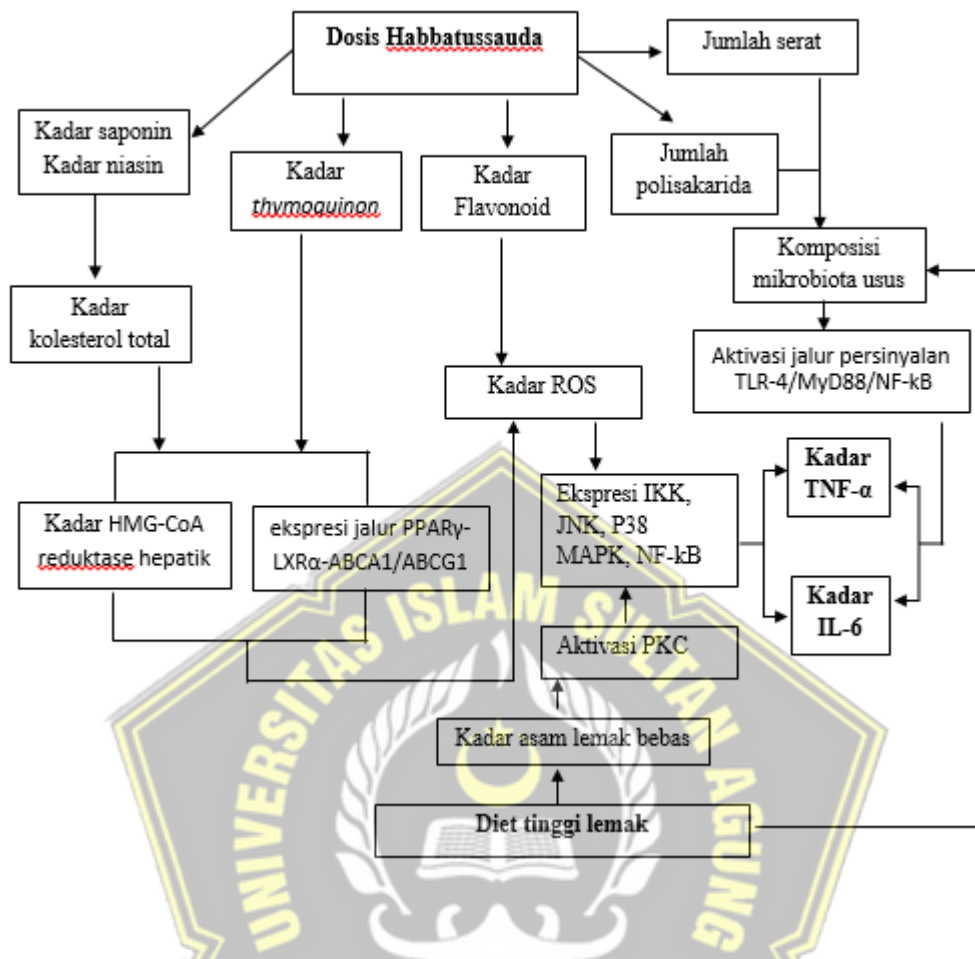 Dosis Habbatussauda
Jumlah serat
Kadar saponin
Kadar niasin
Kadar
thymoquinon
Kadar
Flavonoid
Jumlah
polisakarida
Komposisi
mikrobiota usus
Kadar
kolesterol total
Aktivasi jalur persinyalan
TLR-4/MyD88/NF-kB
Kadar ROS
Kadar
TNF-α
Ekspresi IKK,
JNK, P38
MAPK, NF-kB
Kadar HMG-CoA
reduktase hepatik
ekspresi jalur PPARγ-
LXRα-ABCA1/ABCG1
Kadar
IL-6
Aktivasi PKC
Kadar asam lemak bebas
Diet tinggi lemak
UNIVERSITAS ISLAM SULTAN AGUNG